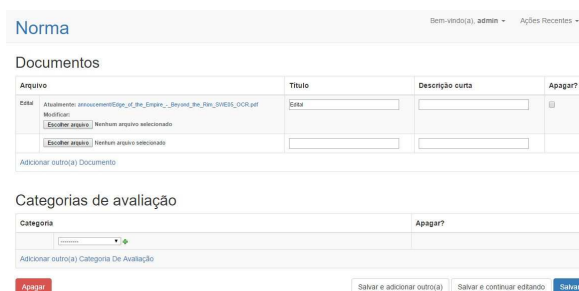 Norma
Bem-vindo(a), admin
Ações Recentes
Documentos
Arquivo Título Descrição curta Apagar?
Edital Atualmente: annoucement/Edge_of_the_Empire_-_Beyond_the_Rim_SWE05_OCR.pdf Edital
Modificar:
Escolher arquivo Nenhum arquivo selecionado
Escolher arquivo Nenhum arquivo selecionado
Adicionar outro(a) Documento
Categorias de avaliação
Categoria Apagar?
---------
Adicionar outro(a) Categoria De Avaliação
Apagar Salvar e adicionar outro(a) Salvar e continuar editando Salvar